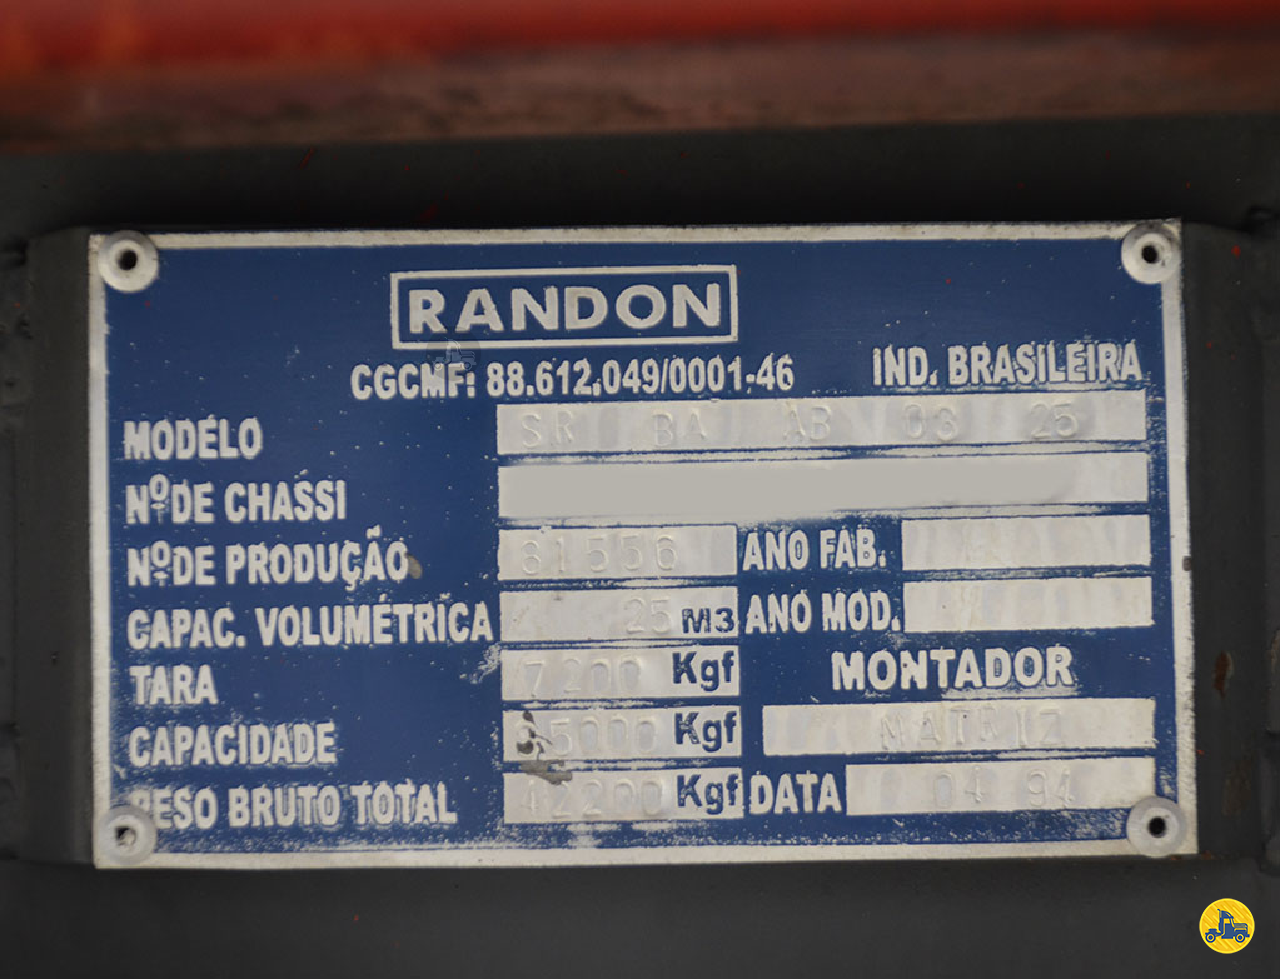 RANDON
CGCMF: 88.612.049/0001-46 IND. BRASILEIRA
MODELO SR BA AB 03 25
Nº DE CHASSI
Nº DE PRODUÇÃO 31556 ANO FAB.
CAPAC. VOLUMÉTRICA 25 M3 ANO MOD.
TARA 7200 Kgf MONTADOR
CAPACIDADE 35000 Kgf MATRIZ
PESO BRUTO TOTAL 42200 Kgf DATA 04 94